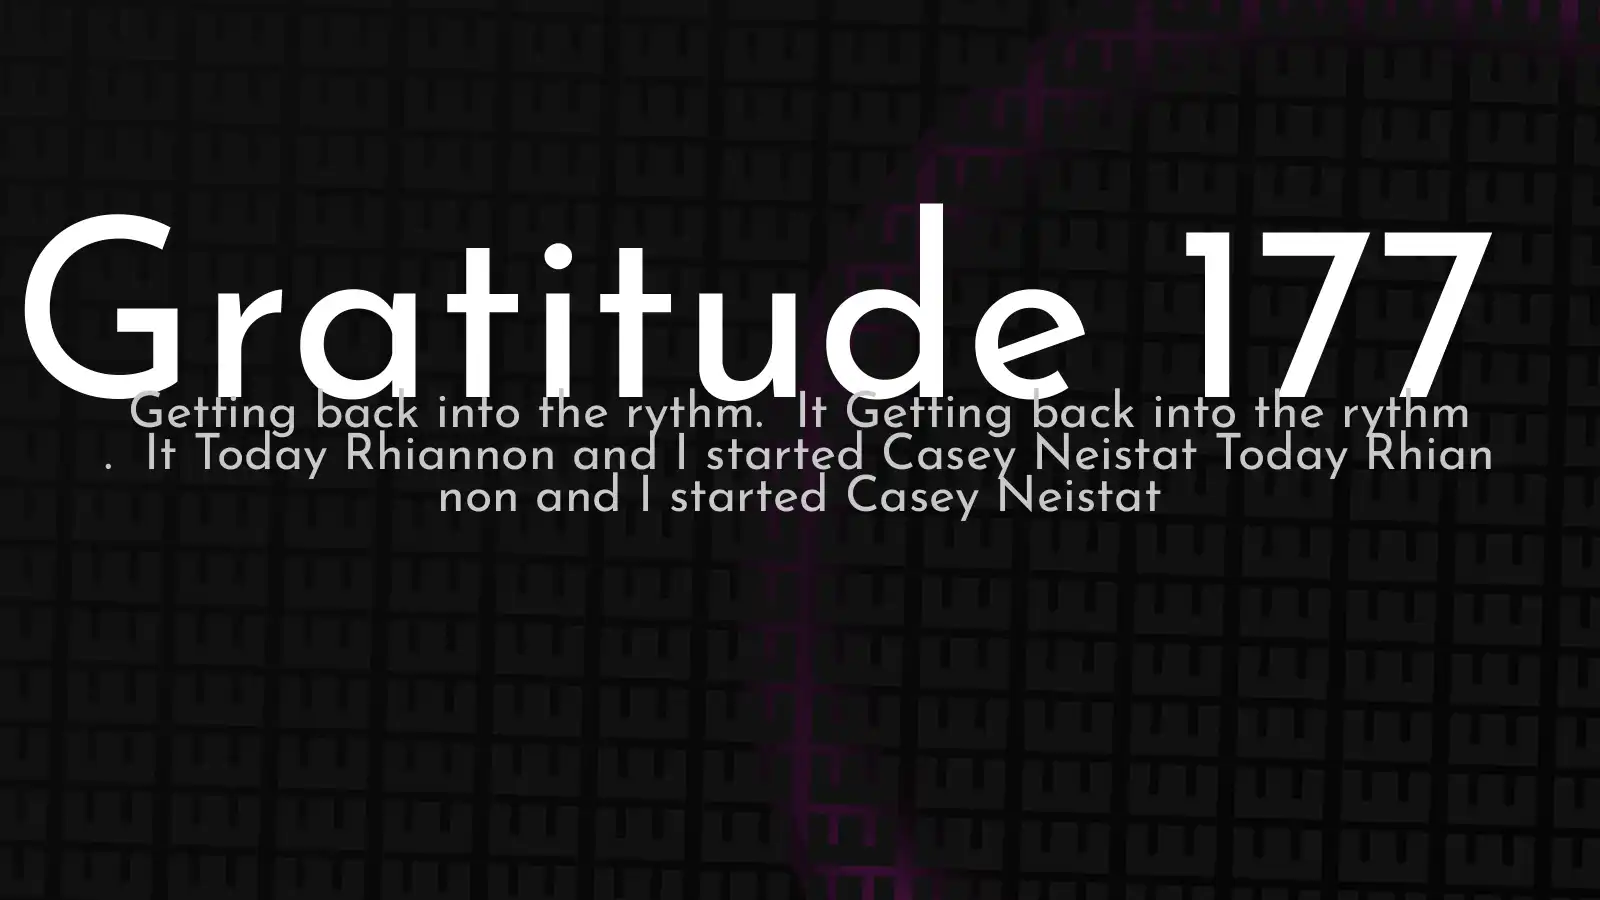 Gratitude 177
Getting back into the rythm.  It Getting back into the rythm
.  It Today Rhiannon and I started Casey Neistat Today Rhian
non and I started Casey Neistat